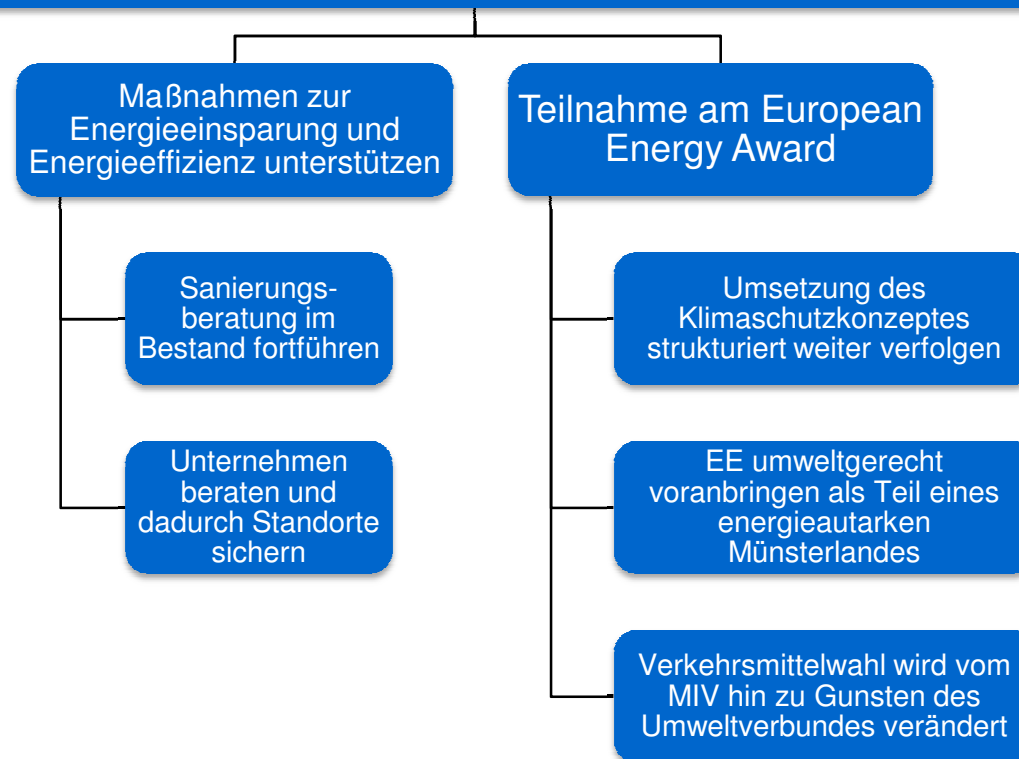 Maßnahmen zur
Energieeinsparung und
Energieeffizienz unterstützen
Sanierungs-
beratung im
Bestand fortführen
Unternehmen
beraten und
dadurch Standorte
sichern
Teilnahme am European
Energy Award
Umsetzung des
Klimaschutzkonzeptes
strukturiert weiter verfolgen
EE umweltgerecht
voranbringen als Teil eines
energieautarken
Münsterlandes
Verkehrsmittelwahl wird vom
MIV hin zu Gunsten des
Umweltverbundes verändert